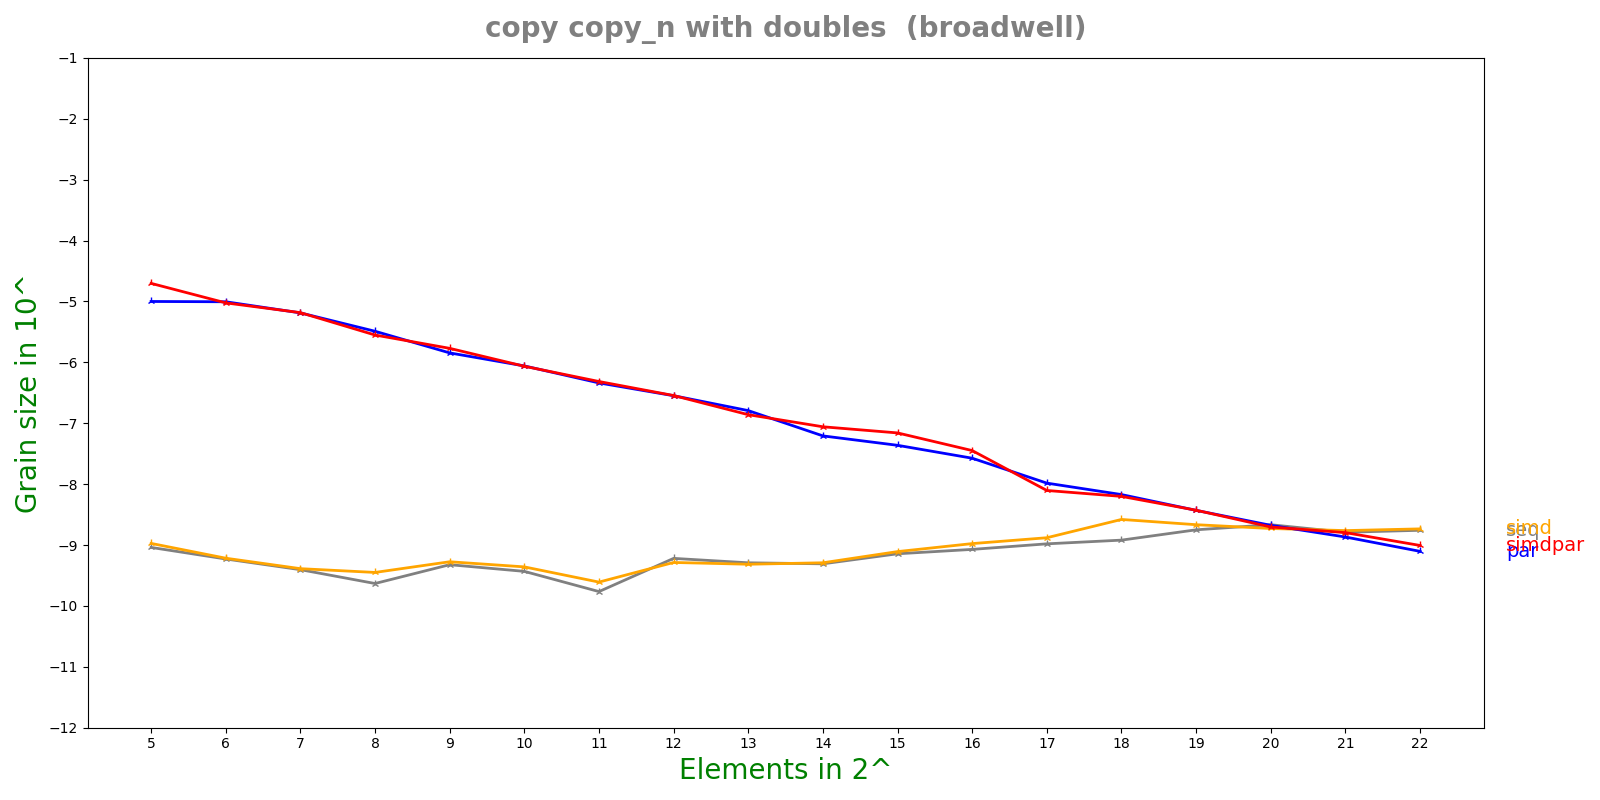 copy copy_n with doubles (broadwell)
Grain size in 10^
−1
−2
−3
−4
−5
−6
−7
−8
−9
−10
−11
−12
5 6 7 8 9 10 11 12 13 14 15 16 17 18 19 20 21 22
Elements in 2^
simd
seq
simdpar
par